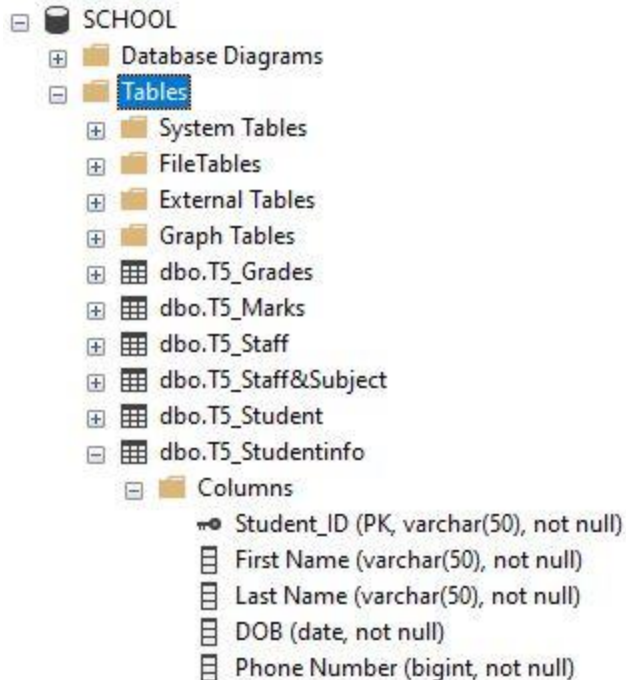 SCHOOL
Database Diagrams
Tables
System Tables
FileTables
External Tables
Graph Tables
dbo.T5_Grades
dbo.T5_Marks
dbo.T5_Staff
dbo.T5_Staff&Subject
dbo.T5_Student
dbo.T5_Studentinfo
Columns
Student_ID (PK, varchar(50), not null)
First Name (varchar(50), not null)
Last Name (varchar(50), not null)
DOB (date, not null)
Phone Number (bigint, not null)